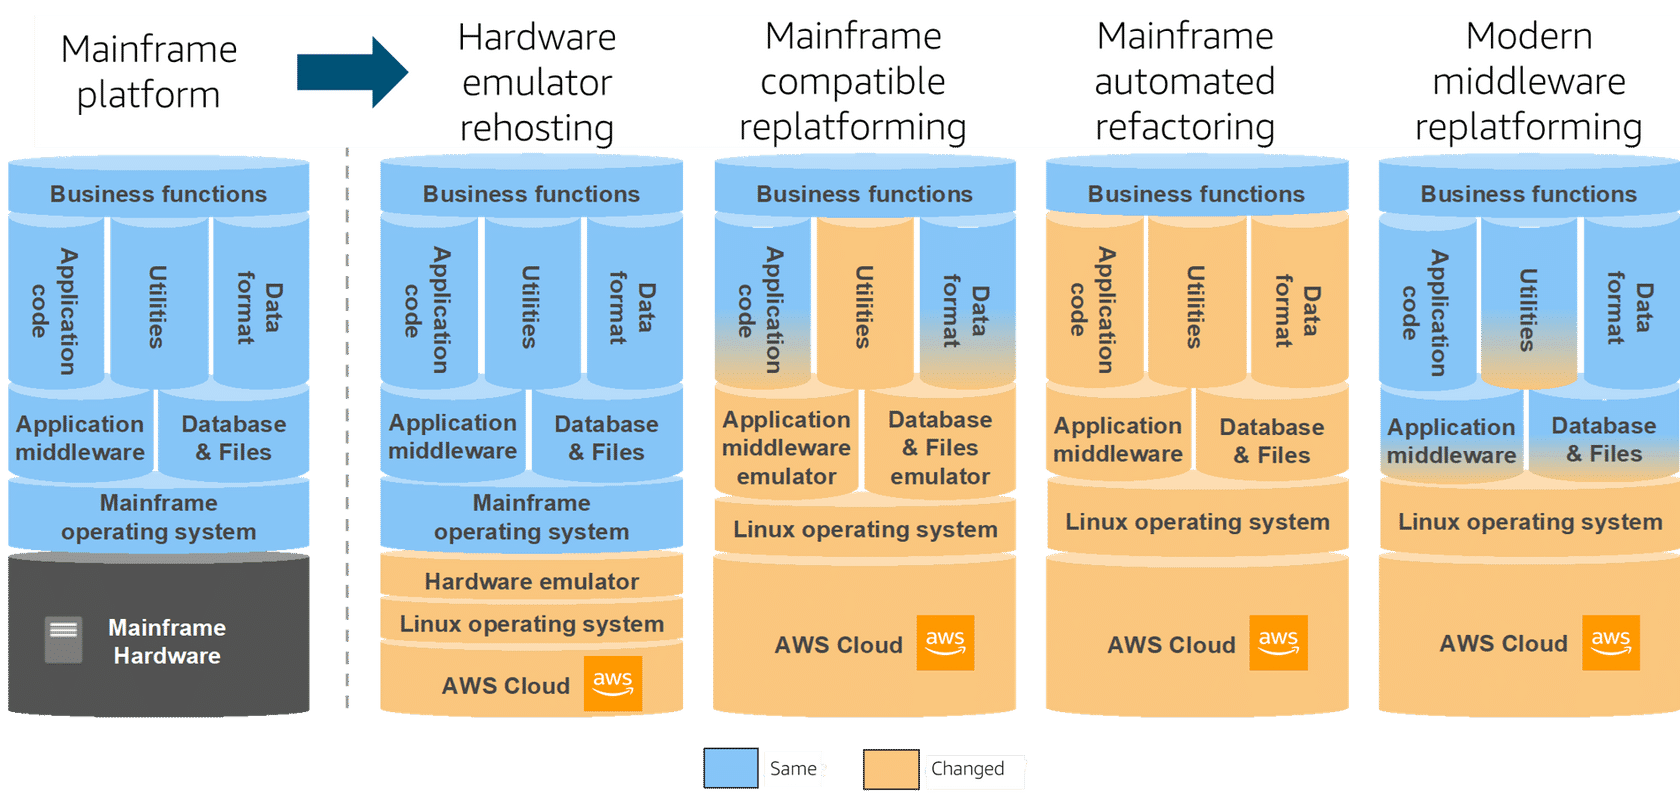 Mainframe
platform
Hardware
emulator
rehosting
Mainframe
compatible
replatforming
Mainframe
automated
refactoring
Modern
middleware
replatforming
Business functions
Application
code
Utilities
Data
format
Application
middleware
Database
& Files
Mainframe
operating system
Mainframe
Hardware
Business functions
Application
code
Utilities
Data
format
Application
middleware
Database
& Files
Mainframe
operating system
Hardware emulator
Linux operating system
AWS Cloud
aws
Business functions
Application
code
Utilities
Data
format
Application
middleware
emulator
Database
& Files
emulator
Linux operating system
AWS Cloud
aws
Business functions
Application
code
Utilities
Data
format
Application
middleware
Database
& Files
Linux operating system
AWS Cloud
aws
Business functions
Application
code
Utilities
Data
format
Application
middleware
Database
& Files
Linux operating system
AWS Cloud
aws
Same
Changed